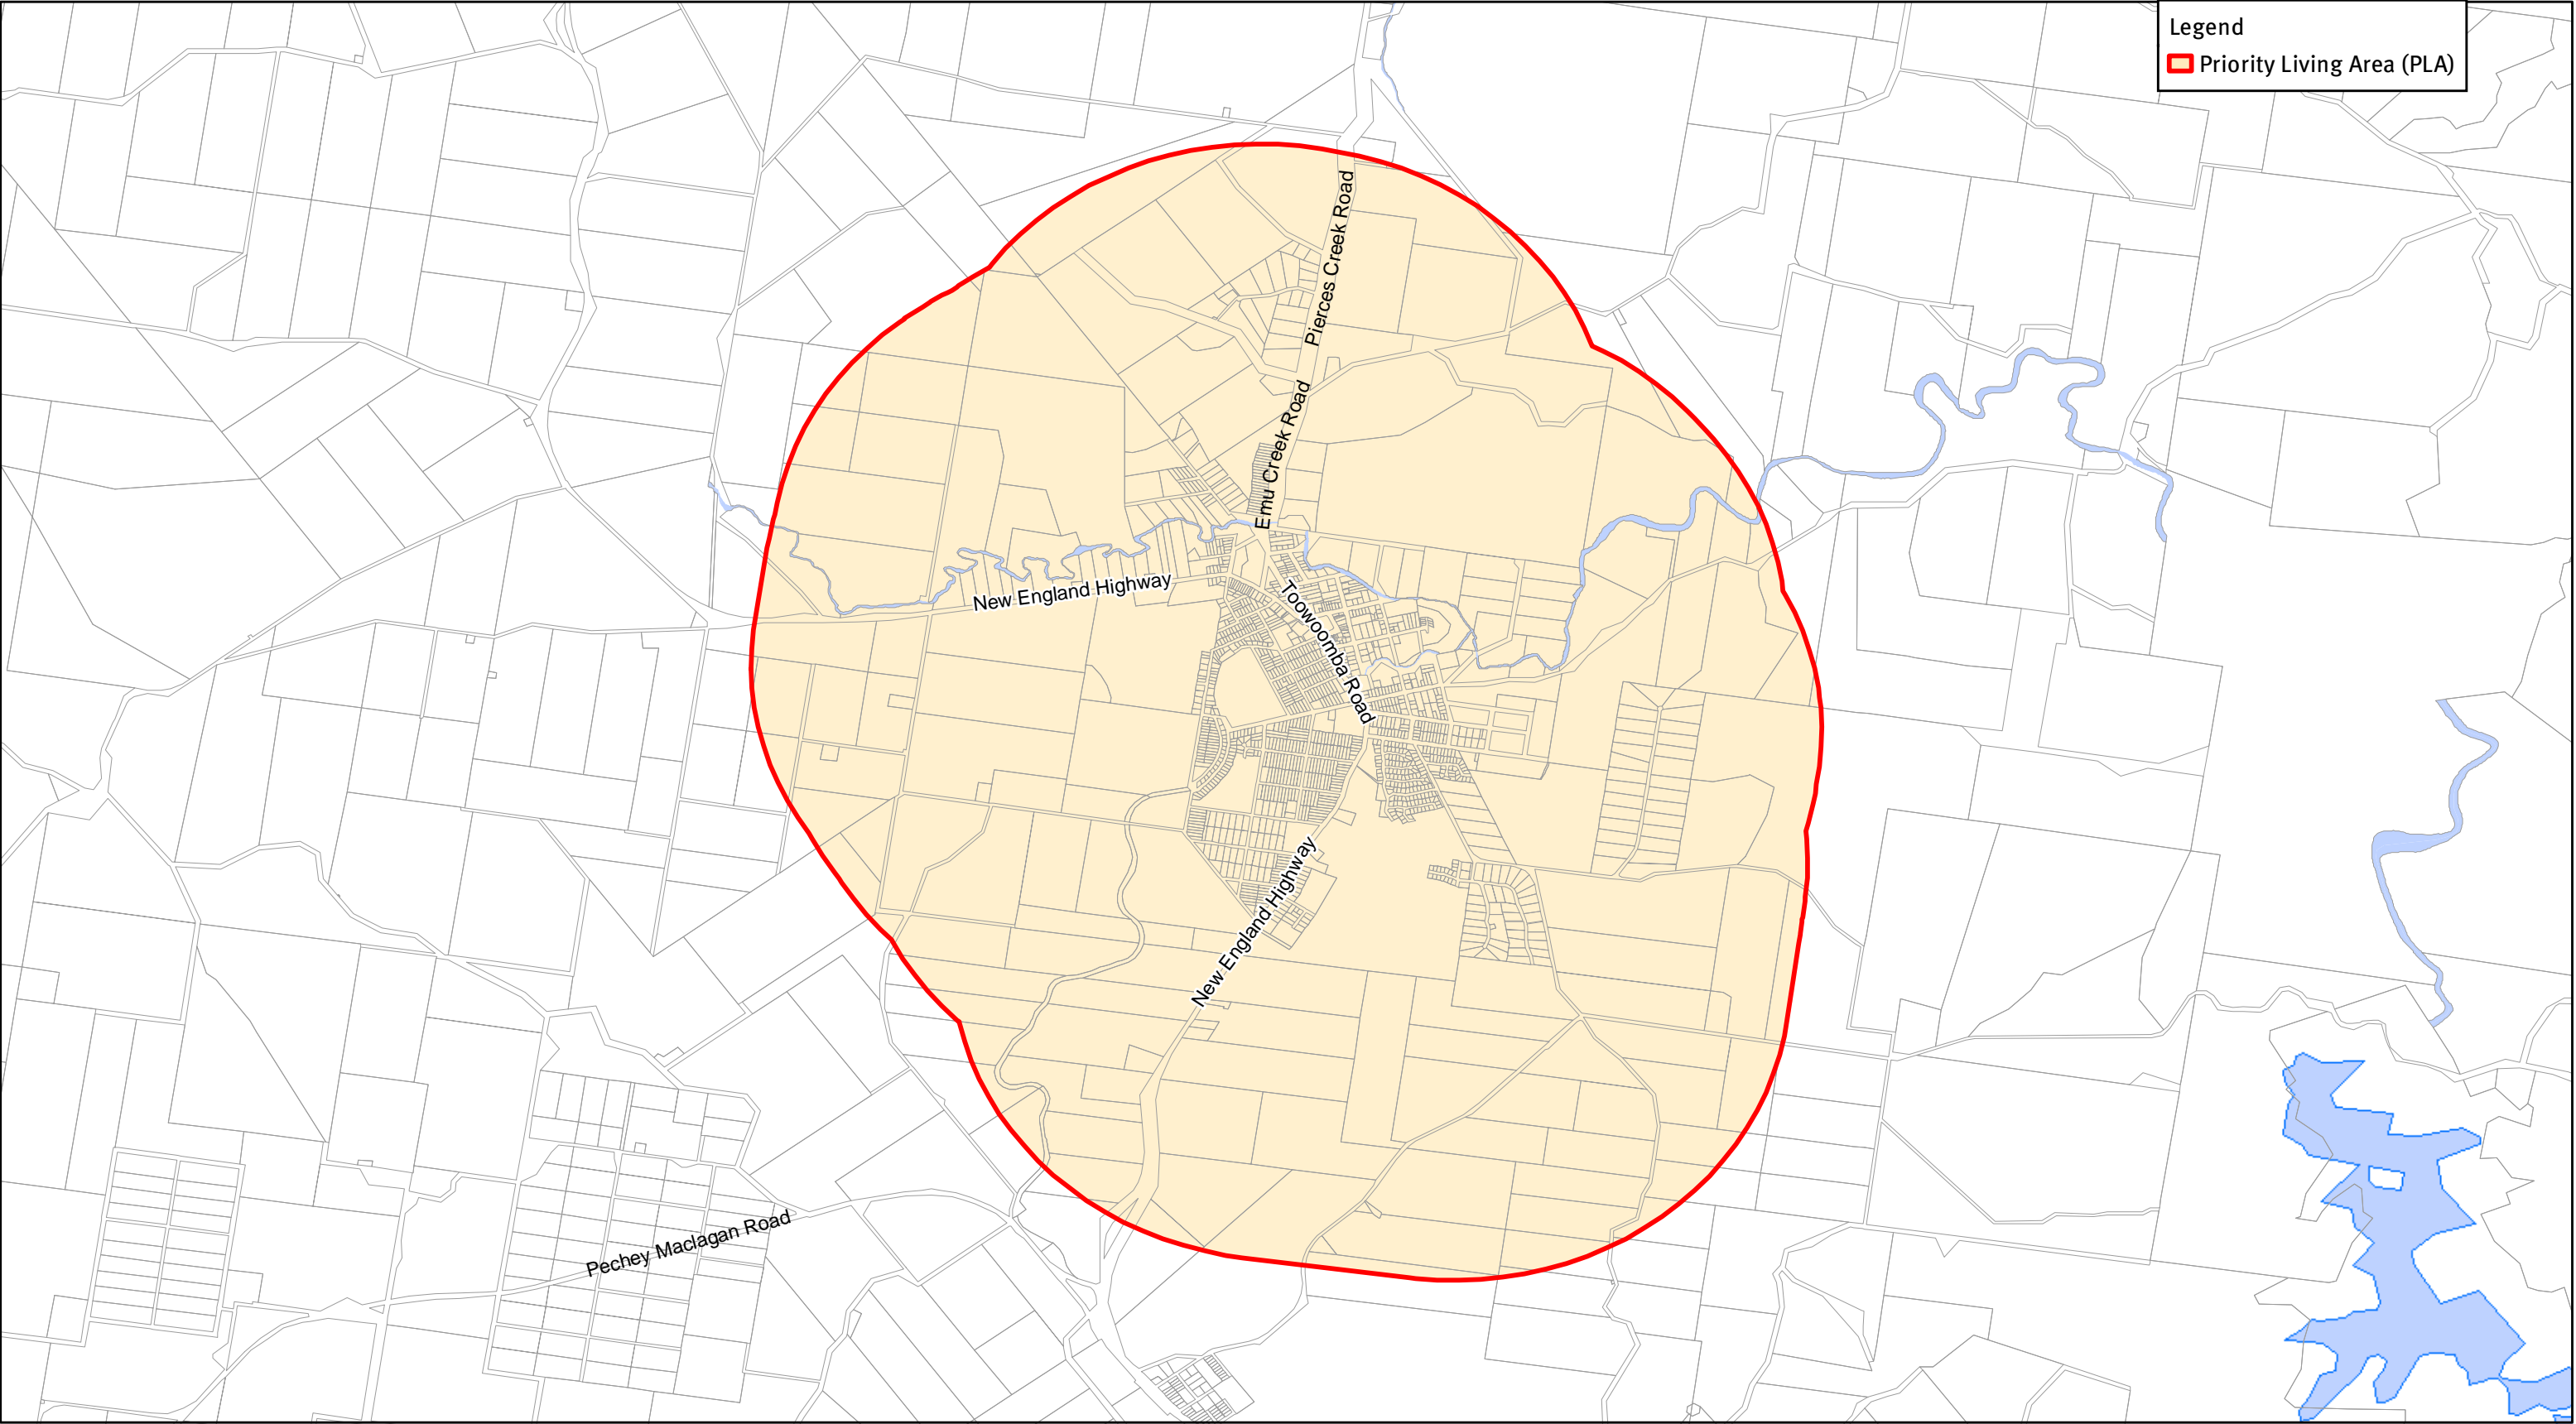 Legend
Priority Living Area (PLA)
Pierces Creek Road
Emu Creek Road
New England Highway
Toowoomba Road
New England Highway
Pechey Maclagan Road